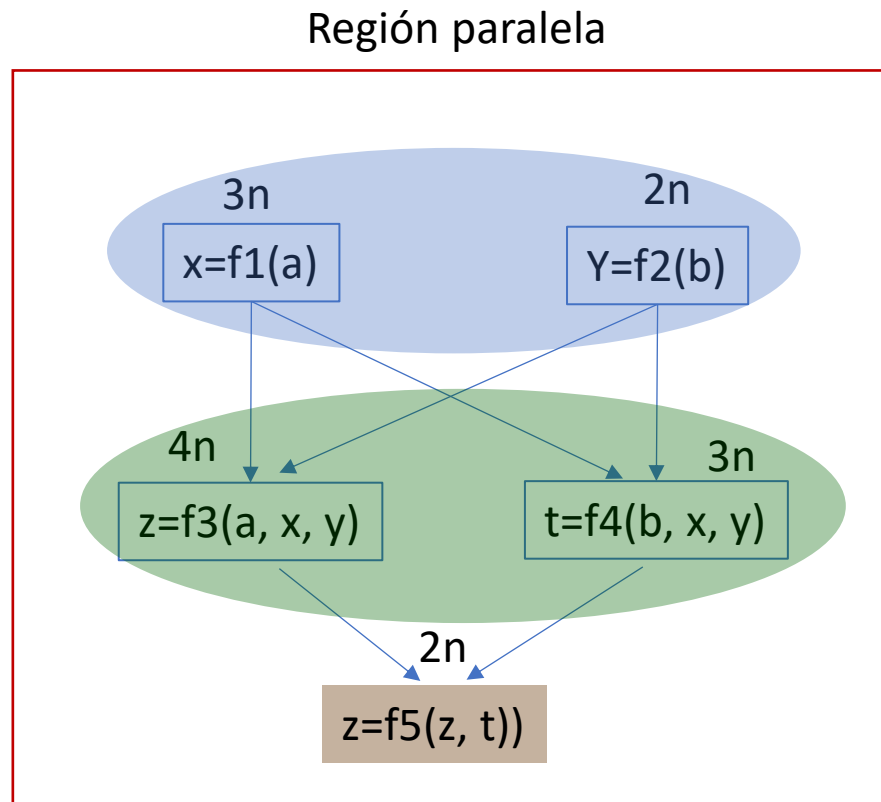 Región paralela
3n
2n
x=f1(a)
Y=f2(b)
4n
3n
z=f3(a, x, y)
t=f4(b, x, y)
2n
z=f5(z, t))